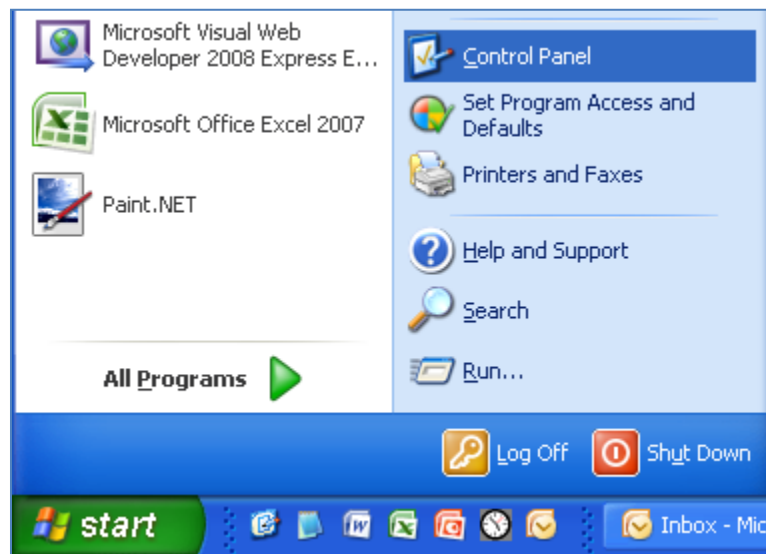 Microsoft Visual Web
Developer 2008 Express E...
Microsoft Office Excel 2007
Paint.NET
All Programs
Control Panel
Set Program Access and
Defaults
Printers and Faxes
Help and Support
Search
Run...
Log Off
Shut Down
start
Inbox - Mic